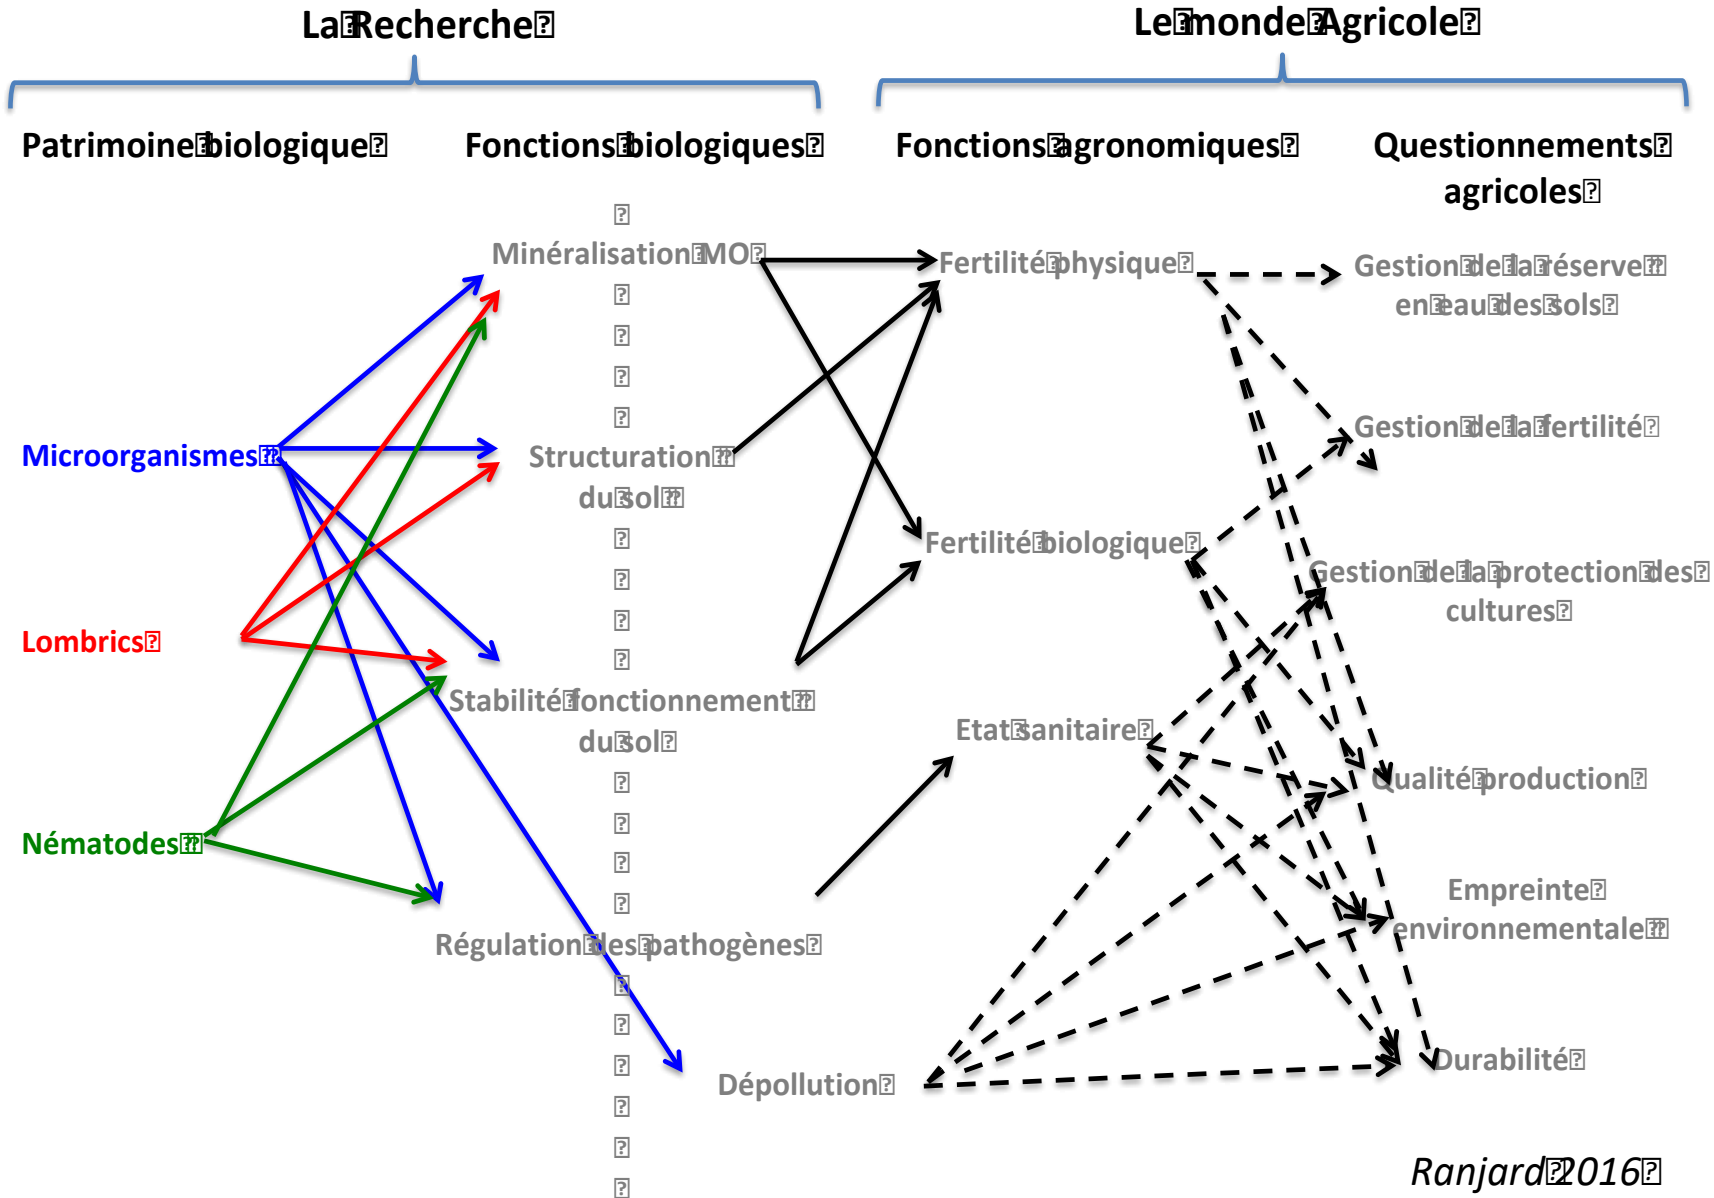 La Recherche
Le monde Agricole
Patrimoine biologique
Fonctions biologiques
Fonctions agronomiques
Questionnements
agricoles
Minéralisation MO
Fertilité physique
Gestion de la réserve
en eau des sols
Microorganismes
Structuration
du sol
Gestion de la fertilité
Fertilité biologique
Gestion de la protection des
cultures
Lombrics
Stabilité fonctionnement
du sol
Etat sanitaire
Qualité production
Nématodes
Régulation des pathogènes
Empreinte
environnementale
Dépollution
Durabilité
Ranjard 2016